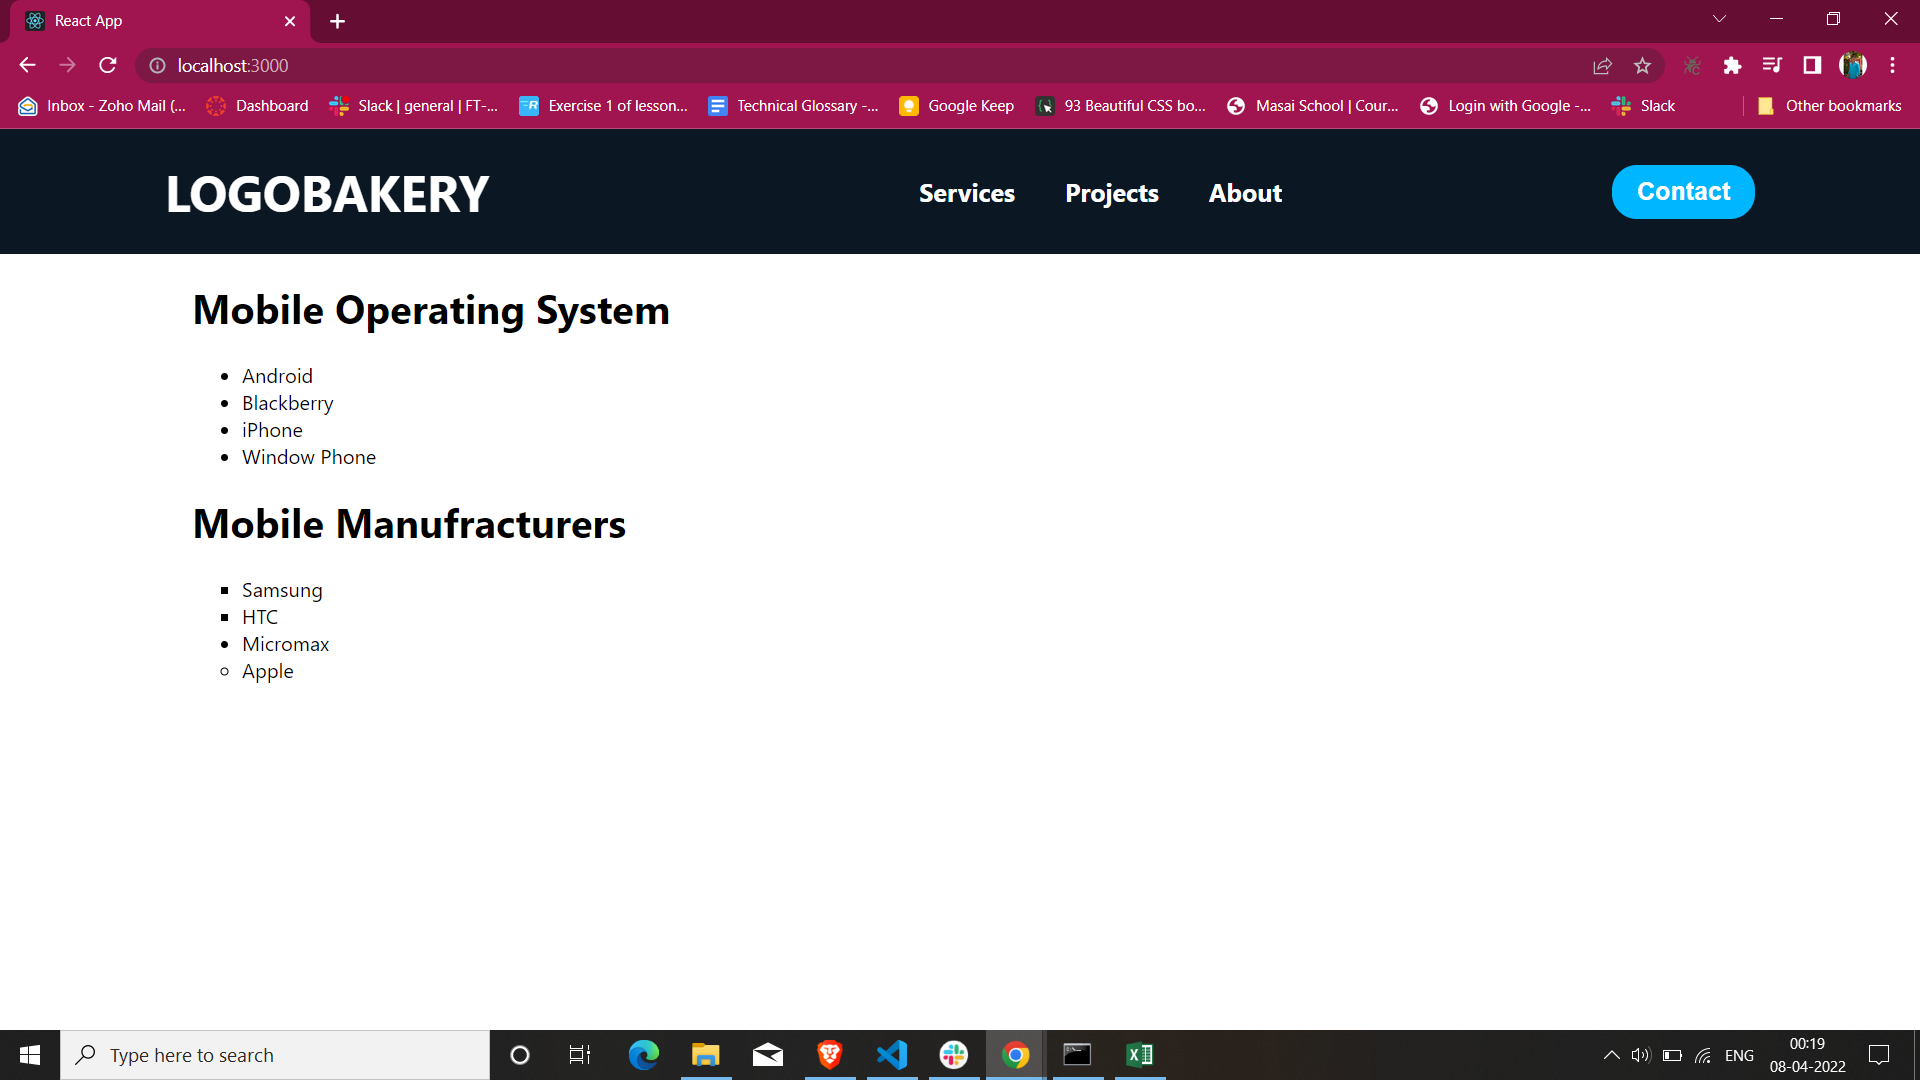 React App
localhost:3000
Inbox - Zoho Mail (... Dashboard Slack | general | FT-... Exercise 1 of lesson... Technical Glossary -... Google Keep 93 Beautiful CSS bo... Masai School | Cour... Login with Google -... Slack Other bookmarks
LOGOBAKERY Services Projects About Contact
Mobile Operating System
Android
Blackberry
iPhone
Window Phone
Mobile Manufracturers
Samsung
HTC
Micromax
Apple
Type here to search
ENG
00:19
08-04-2022